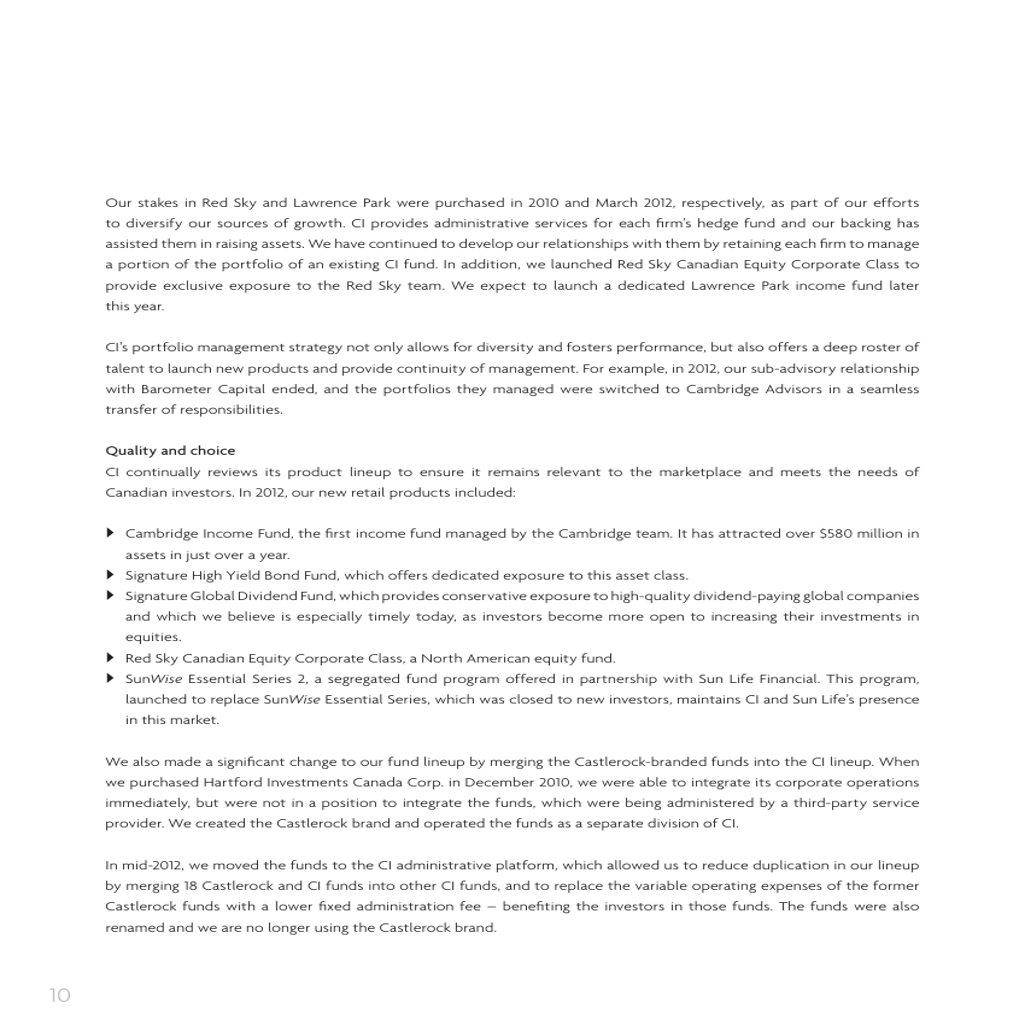 Our stakes in Red Sky and Lawrence Park were purchased in 2010 and March 2012, respectively, as part of our efforts
to diversify our sources of growth. CI provides administrative services for each firm's hedge fund and our backing has
assisted them in raising assets. We have continued to develop our relationships with them by retaining each firm to manage
a portion of the portfolio of an existing CI fund. In addition, we launched Red Sky Canadian Equity Corporate Class to
provide exclusive exposure to the Red Sky team. We expect to launch a dedicated Lawrence Park income fund later
this year.
CI's portfolio management strategy not only allows for diversity and fosters performance, but also offers a deep roster of
talent to launch new products and provide continuity of management. For example, in 2012, our sub-advisory relationship
with Barometer Capital ended, and the portfolios they managed were switched to Cambridge Advisors in a seamless
transfer of responsibilities.
Quality and choice
CI continually reviews its product lineup to ensure it remains relevant to the marketplace and meets the needs of
Canadian investors. In 2012, our new retail products included:
Cambridge Income Fund, the first income fund managed by the Cambridge team. It has attracted over $580 million in
assets in just over a year.
Signature High Yield Bond Fund, which offers dedicated exposure to this asset class.
Signature Global Dividend Fund, which provides conservative exposure to high-quality dividend-paying global companies
and which we believe is especially timely today, as investors become more open to increasing their investments in
equities.
Red Sky Canadian Equity Corporate Class, a North American equity fund.
SunWise Essential Series 2, a segregated fund program offered in partnership with Sun Life Financial. This program,
launched to replace SunWise Essential Series, which was closed to new investors, maintains CI and Sun Life's presence
in this market.
We also made a significant change to our fund lineup by merging the Castlerock-branded funds into the CI lineup. When
we purchased Hartford Investments Canada Corp. in December 2010, we were able to integrate its corporate operations
immediately, but were not in a position to integrate the funds, which were being administered by a third-party service
provider. We created the Castlerock brand and operated the funds as a separate division of CI.
In mid-2012, we moved the funds to the CI administrative platform, which allowed us to reduce duplication in our lineup
by merging 18 Castlerock and CI funds into other CI funds, and to replace the variable operating expenses of the former
Castlerock funds with a lower fixed administration fee – benefiting the investors in those funds. The funds were also
renamed and we are no longer using the Castlerock brand.
10